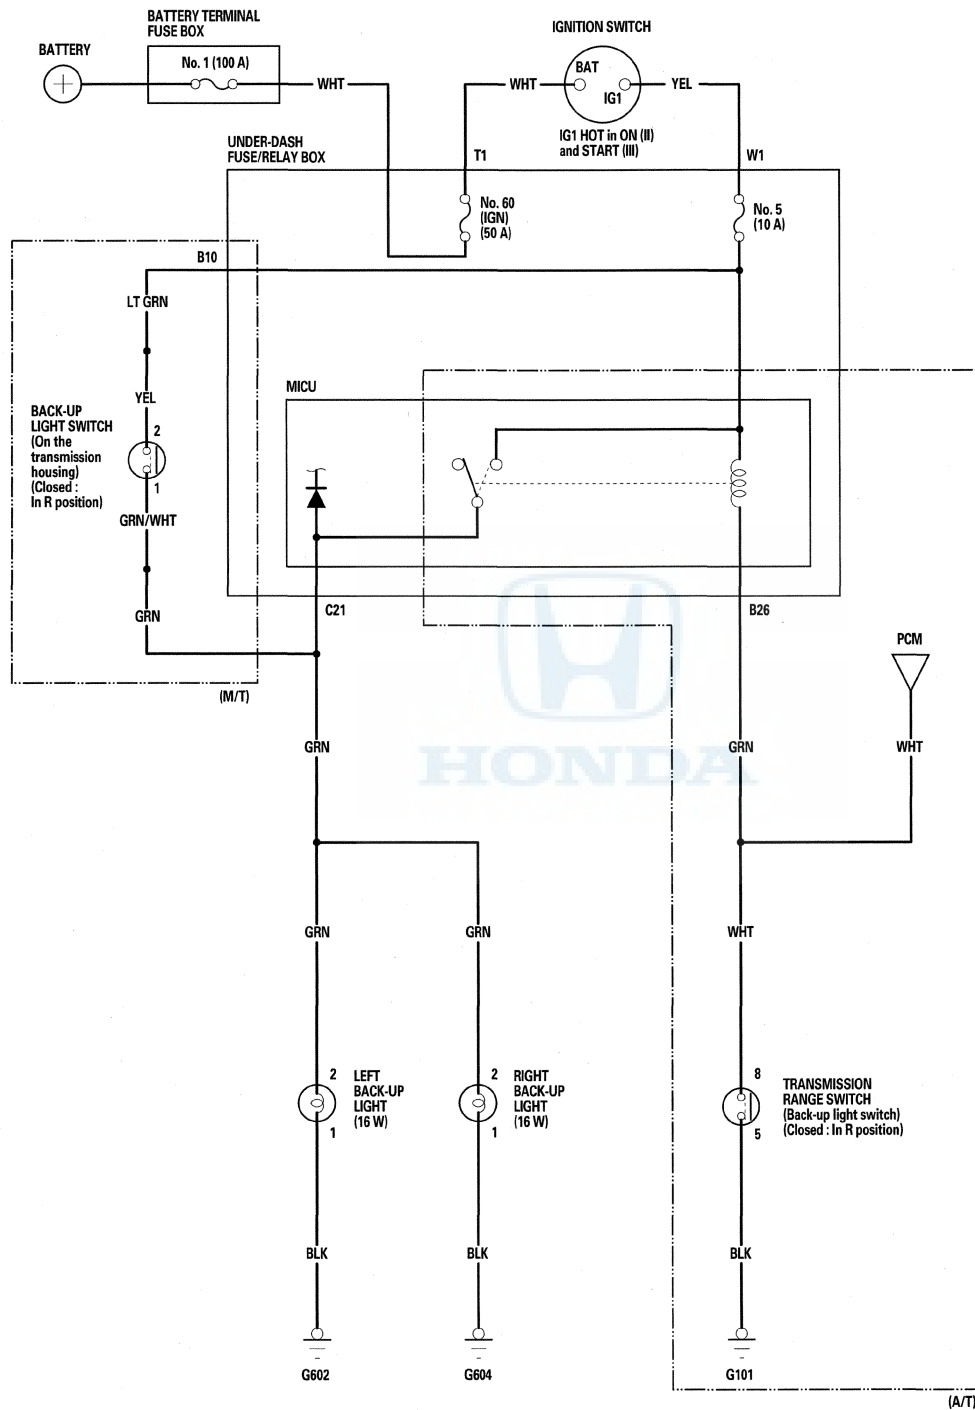 BATTERY TERMINAL
FUSE BOX
BATTERY
No. 1 (100 A)
WHT
IGNITION SWITCH
BAT
IG1
WHT
YEL
IG1 HOT in ON (II)
and START (III)
UNDER-DASH
FUSE/RELAY BOX
T1
W1
No. 60
(IGN)
(50 A)
No. 5
(10 A)
B10
LT GRN
MICU
YEL
BACK-UP
LIGHT SWITCH
(On the
transmission
housing)
(Closed :
In R position)
2
1
GRN/WHT
GRN
C21
B26
(M/T)
PCM
GRN
GRN
WHT
HONDA
GRN
GRN
WHT
2
LEFT
BACK-UP
LIGHT
(16 W)
1
2
RIGHT
BACK-UP
LIGHT
(16 W)
1
8
TRANSMISSION
RANGE SWITCH
(Back-up light switch)
(Closed : In R position)
5
BLK
BLK
BLK
G602
G604
G101
(A/T)